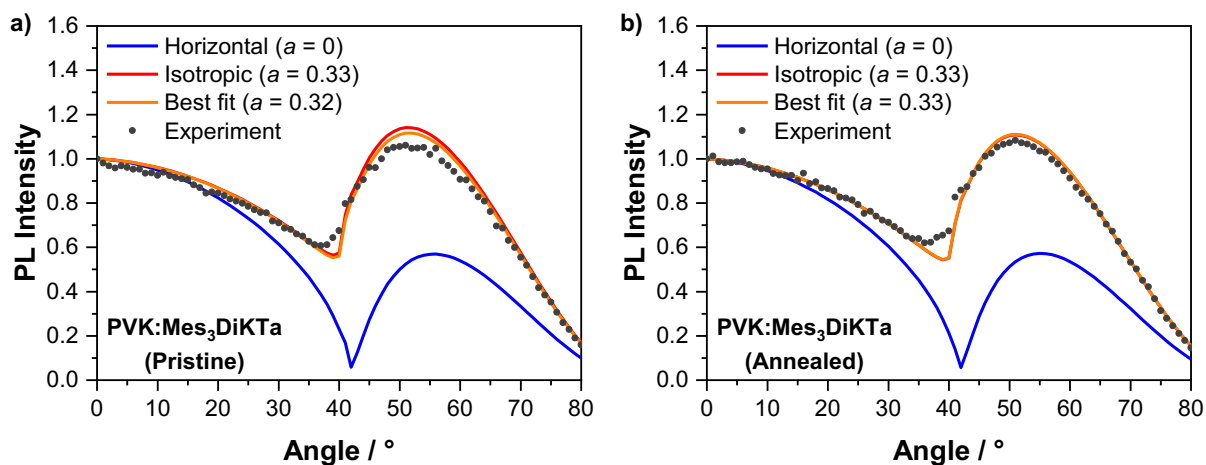 a)
PL Intensity
1.6
1.4
1.2
1.0
0.8
0.6
0.4
0.2
0.0
Horizontal (a = 0)
Isotropic (a = 0.33)
Best fit (a = 0.32)
Experiment
PVK:Mes₃DiKTa
(Pristine)
0 10 20 30 40 50 60 70 80
Angle / °
b)
PL Intensity
1.6
1.4
1.2
1.0
0.8
0.6
0.4
0.2
0.0
Horizontal (a = 0)
Isotropic (a = 0.33)
Best fit (a = 0.33)
Experiment
PVK:Mes₃DiKTa
(Annealed)
0 10 20 30 40 50 60 70 80
Angle / °